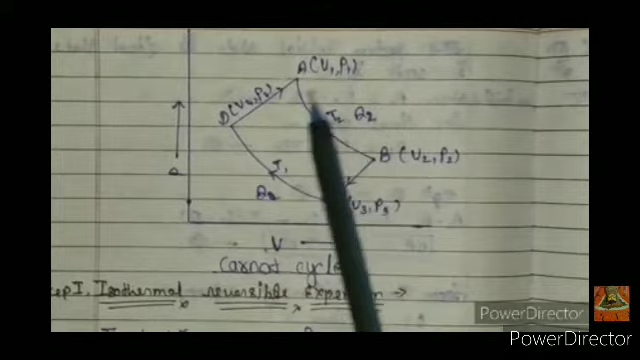 A(V1,P1)
D(V4,P4)
T2 Q2
B (V2,P2)
T1
P
(V3,P3)
V
Carnot cycle
Step I. Isothermal reversible Expansion →
PowerDirector
PowerDirector